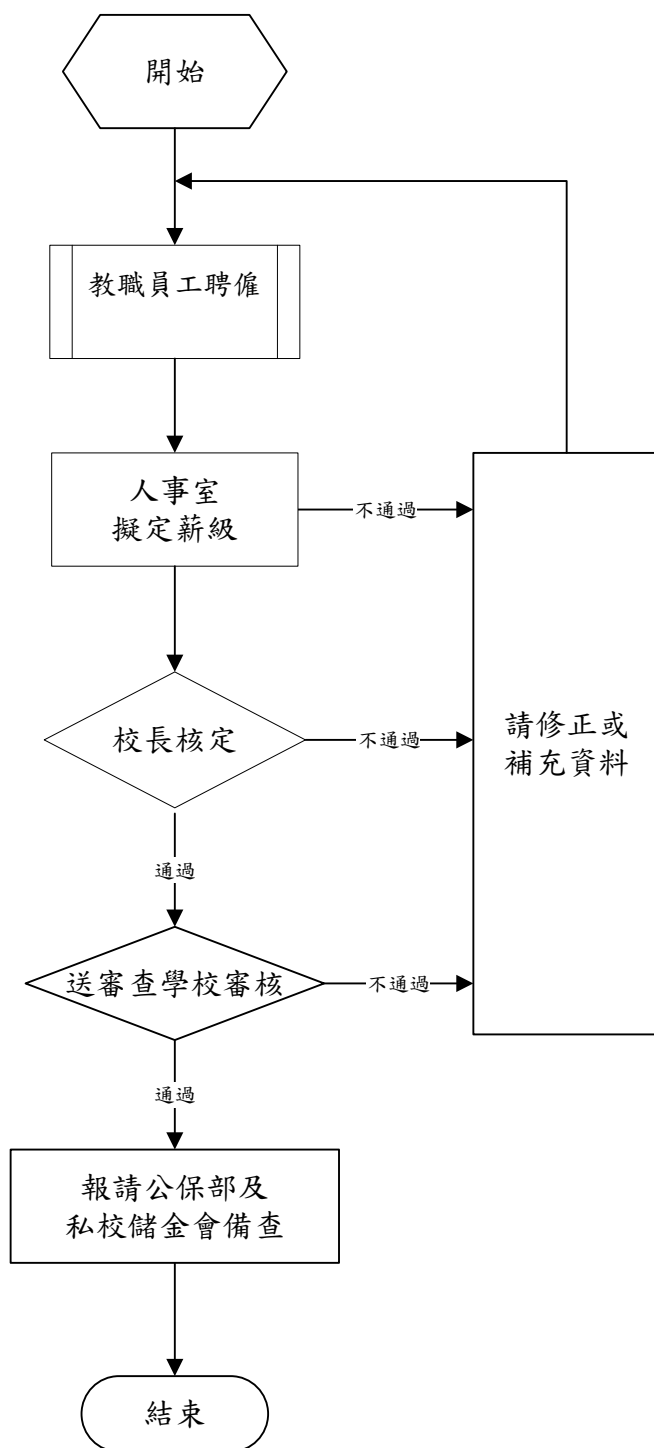 開始
教職員工聘僱
人事室
擬定薪級
不通過
校長核定
不通過
請修正或
補充資料
通過
送審查學校審核
不通過
通過
報請公保部及
私校儲金會備查
結束